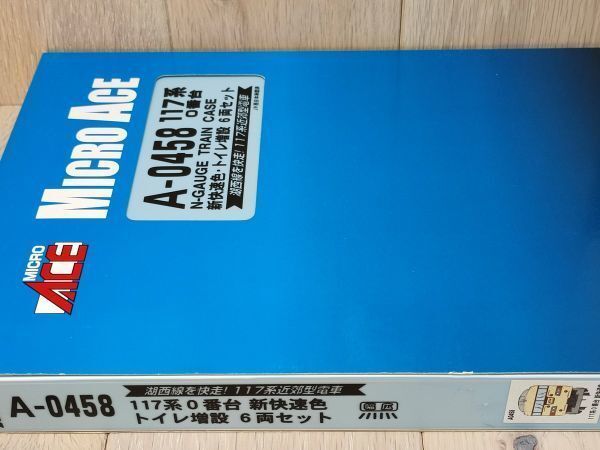 MICRO ACE
MICRO
ACE
A-0458 117系
0番台
N-GAUGE TRAIN CASE
新快速色・トイレ増設 6両セット
湖西線を快走!117系近郊型電車
A-0458
湖西線を快走!117系近郊型電車
117系0番台 新快速色
トイレ増設 6両セット
A0458